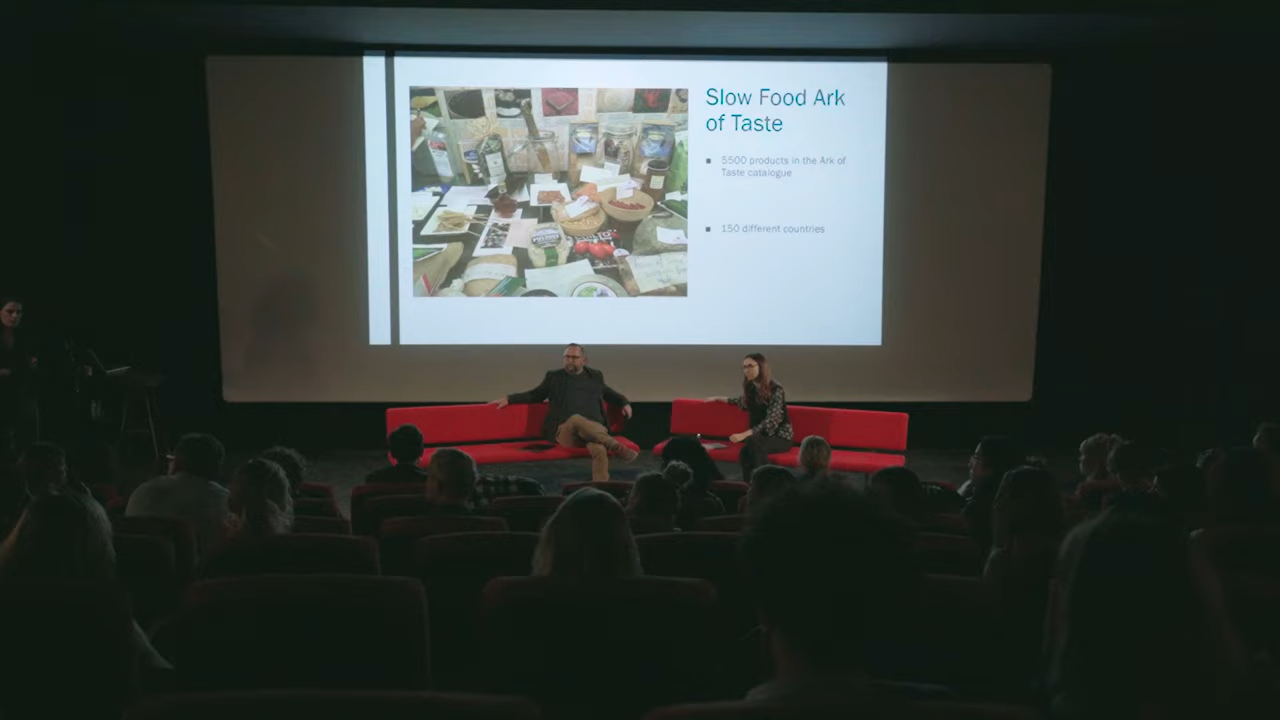 Slow Food Ark
of Taste
5500 products in the Ark of
Taste catalogue
150 different countries